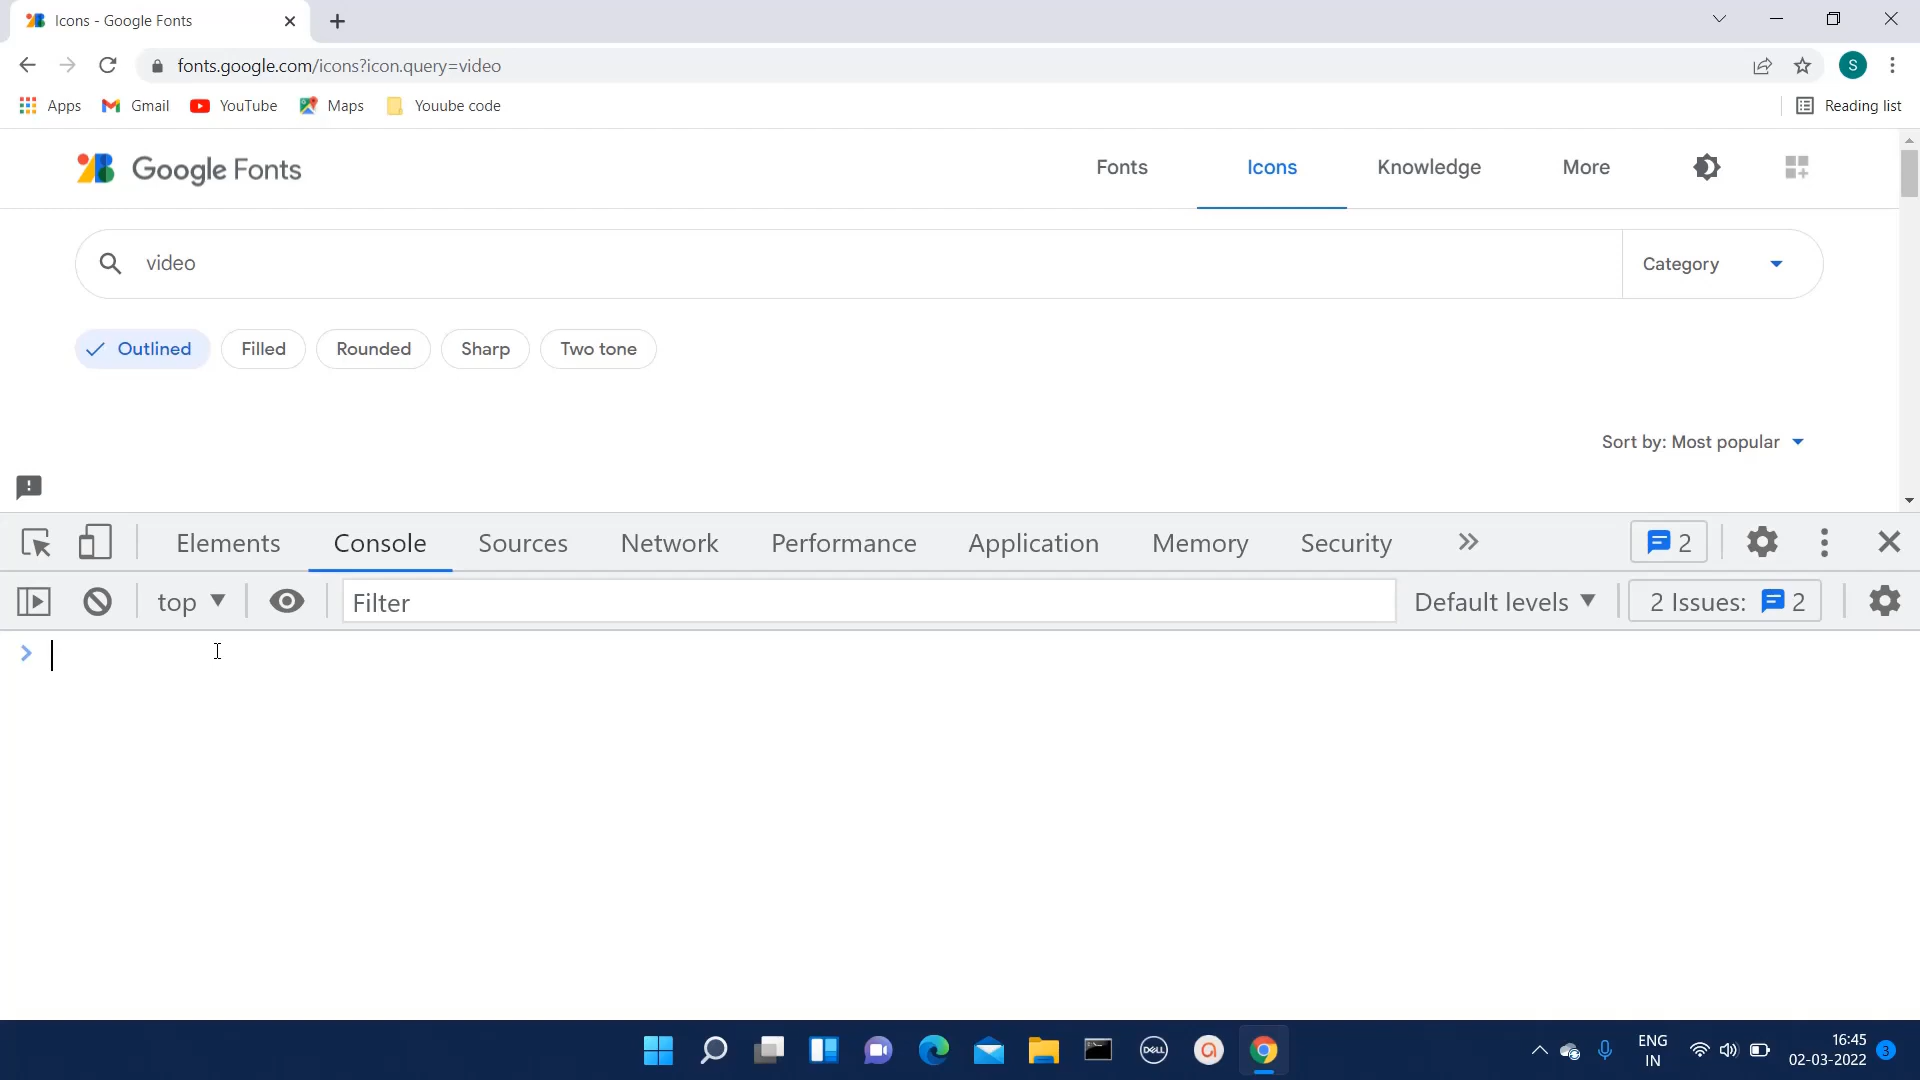 Icons - Google Fonts
fonts.google.com/icons?icon.query=video
S
Apps
Gmail
YouTube
Maps
Youube code
Reading list
Google Fonts
Fonts
Icons
Knowledge
More
video
Category
Outlined
Filled
Rounded
Sharp
Two tone
Sort by: Most popular
Elements
Console
Sources
Network
Performance
Application
Memory
Security
2
top
Filter
Default levels
2 Issues: 2
DELL
ENG
IN
16:45
02-03-2022
3